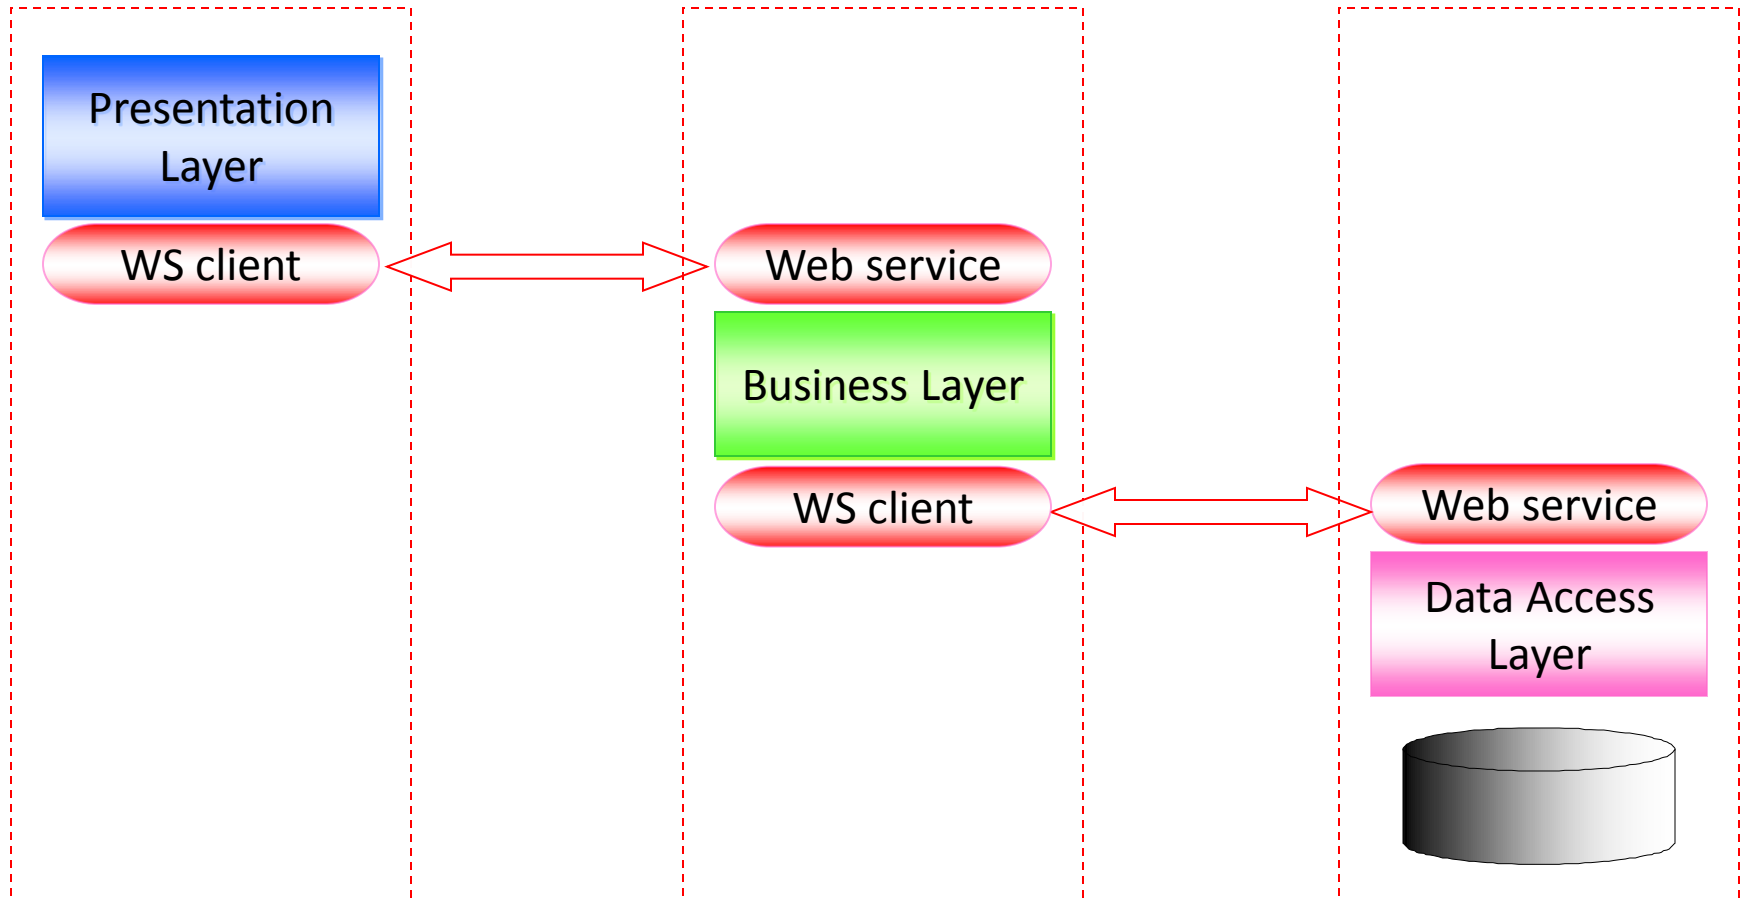 Presentation
Layer
WS client
Web service
Business Layer
WS client
Web service
Data Access
Layer